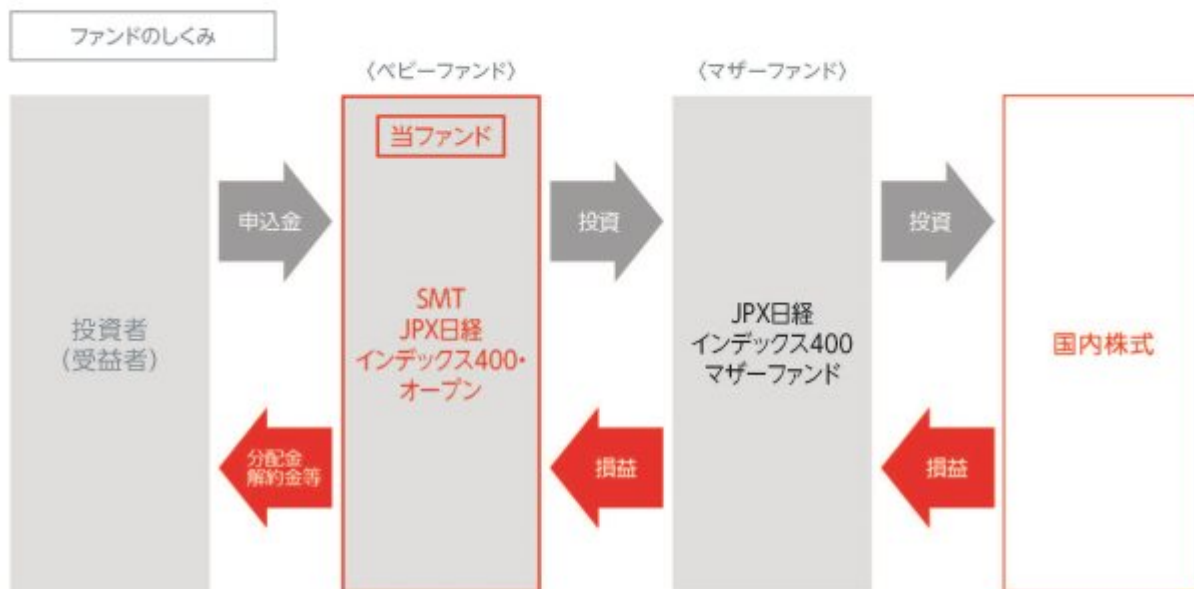 ファンドのしくみ
〈ベビーファンド〉
〈マザーファンド〉
当ファンド
申込金
投資
投資
投資者
(受益者)
SMT
JPX日経
インデックス400・
オープン
JPX日経
インデックス400
マザーファンド
国内株式
分配金
解約金等
損益
損益